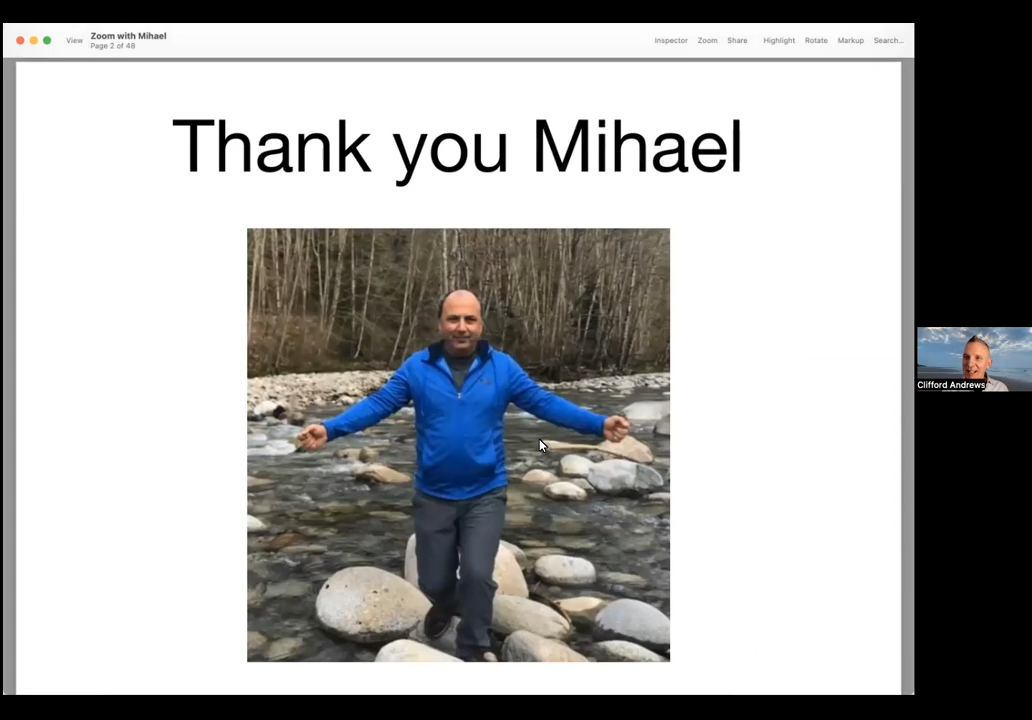 View
Zoom with Mihael
Page 2 of 48
Inspector
Zoom
Share
Highlight
Rotate
Markup
Search...
Thank you Mihael
Clifford Andrews